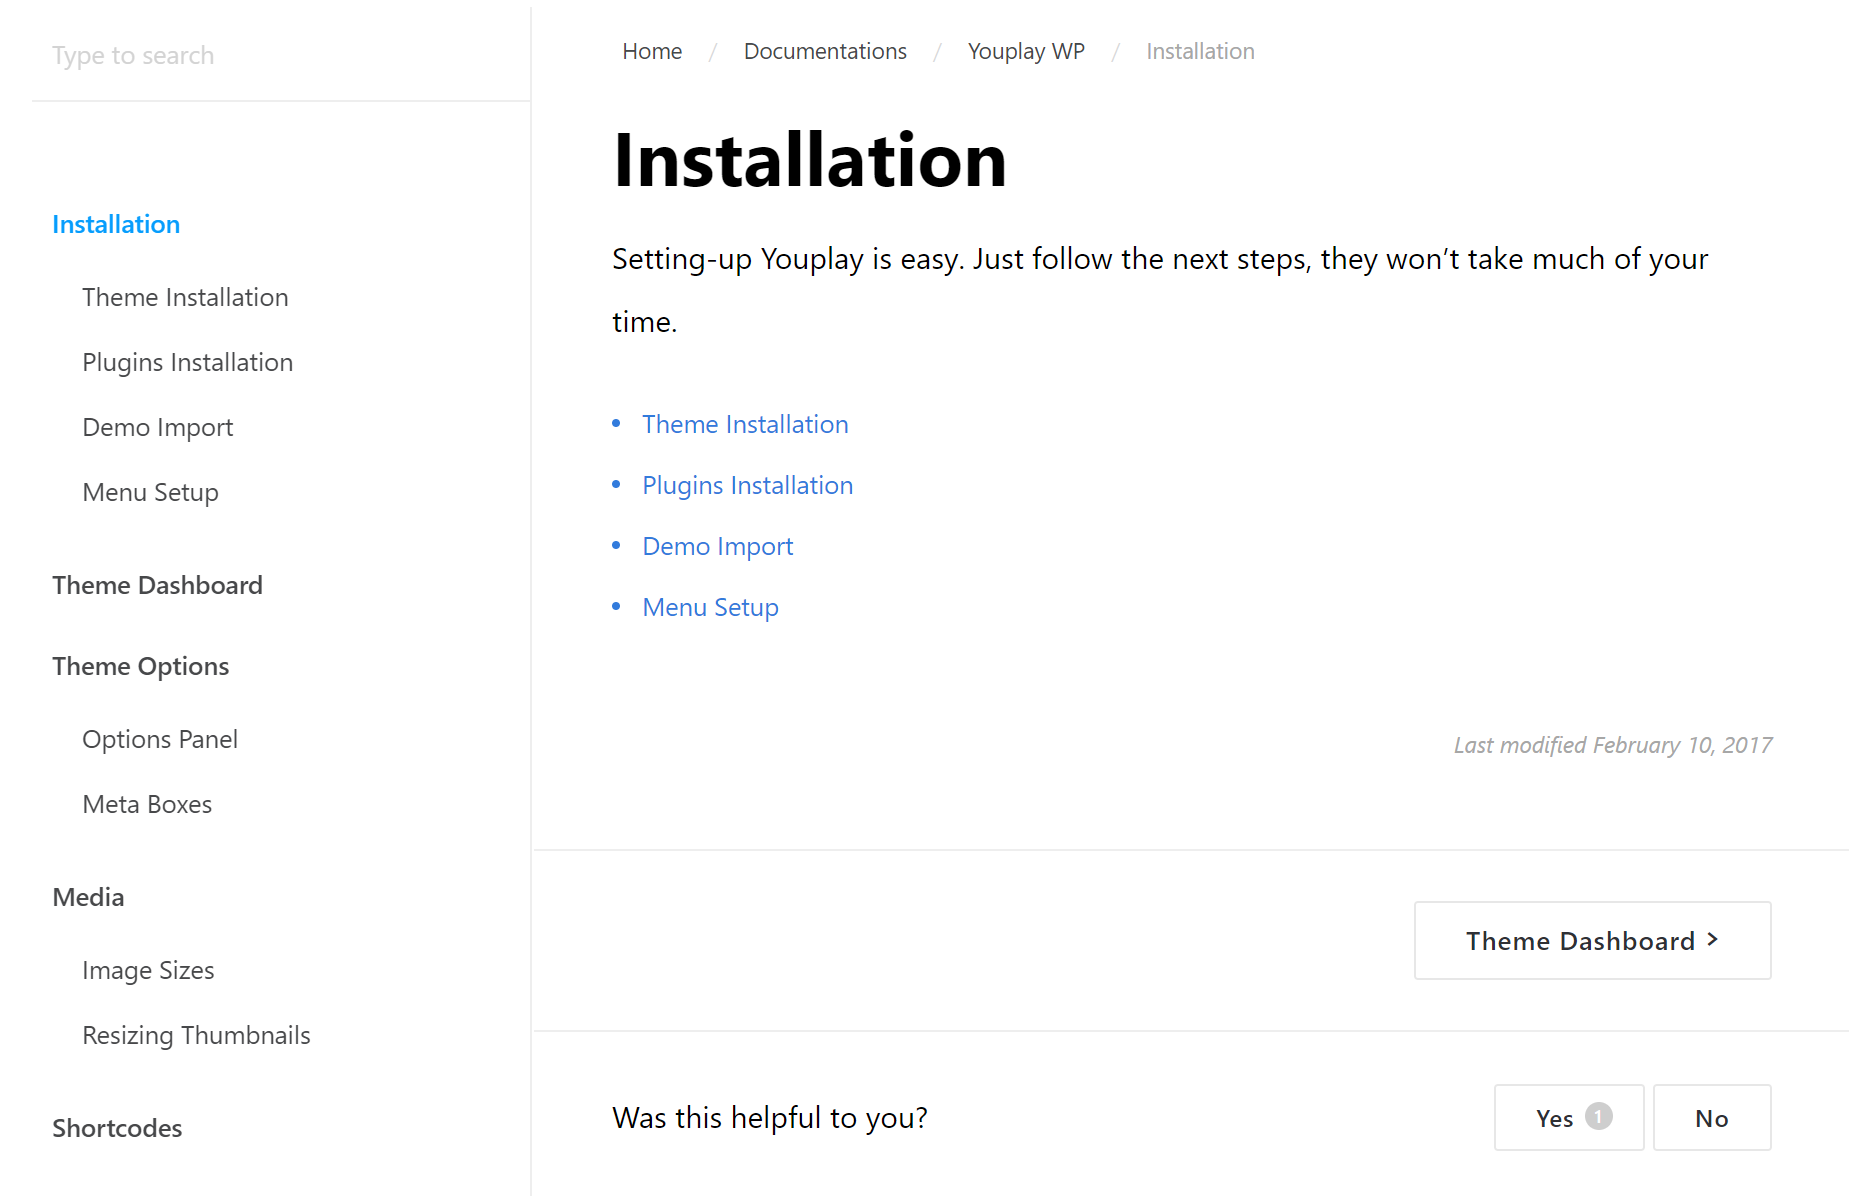 Type to search
Installation
Theme Installation
Plugins Installation
Demo Import
Menu Setup
Theme Dashboard
Theme Options
Options Panel
Meta Boxes
Media
Image Sizes
Resizing Thumbnails
Shortcodes
Home / Documentations / Youplay WP / Installation
Installation
Setting-up Youplay is easy. Just follow the next steps, they won’t take much of your
time.
• Theme Installation
• Plugins Installation
• Demo Import
• Menu Setup
Last modified February 10, 2017
Theme Dashboard >
Was this helpful to you? Yes 1 No